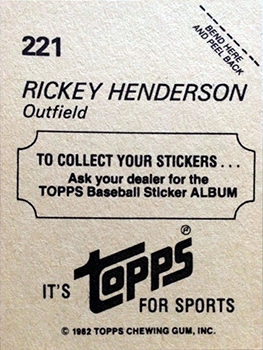 221
BEND HERE
AND PEEL BACK
RICKEY HENDERSON
Outfield
TO COLLECT YOUR STICKERS...
Ask your dealer for the
TOPPS Baseball Sticker ALBUM
IT'S topps®
FOR SPORTS
© 1982 TOPPS CHEWING GUM, INC.